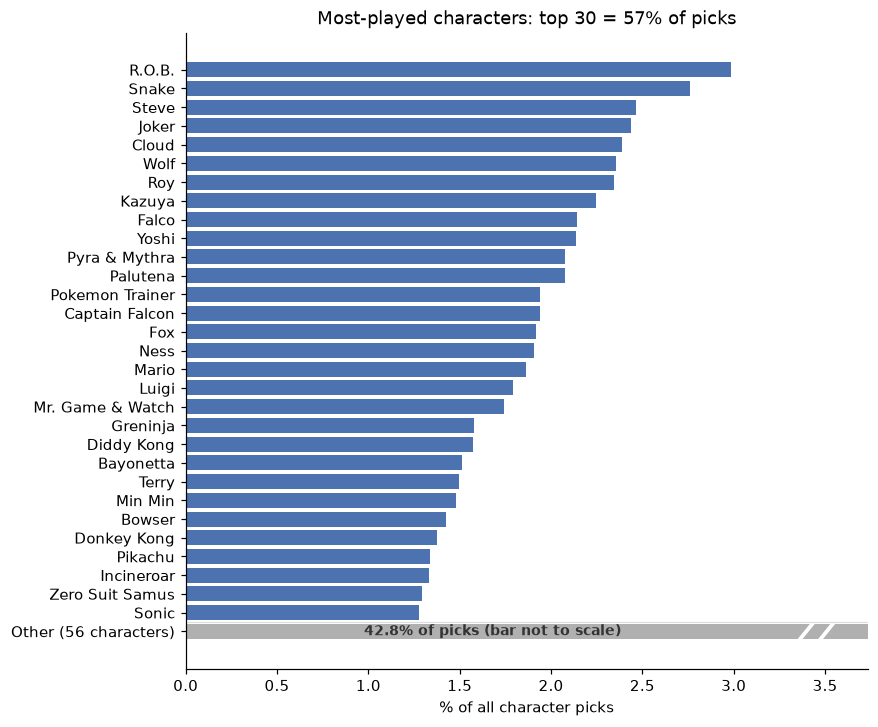 Most-played characters: top 30 = 57% of picks
R.O.B.
Snake
Steve
Joker
Cloud
Wolf
Roy
Kazuya
Falco
Yoshi
Pyra & Mythra
Palutena
Pokemon Trainer
Captain Falcon
Fox
Ness
Mario
Luigi
Mr. Game & Watch
Greninja
Diddy Kong
Bayonetta
Terry
Min Min
Bowser
Donkey Kong
Pikachu
Incineroar
Zero Suit Samus
Sonic
Other (56 characters) 42.8% of picks (bar not to scale)
0.0 0.5 1.0 1.5 2.0 2.5 3.0 3.5
% of all character picks